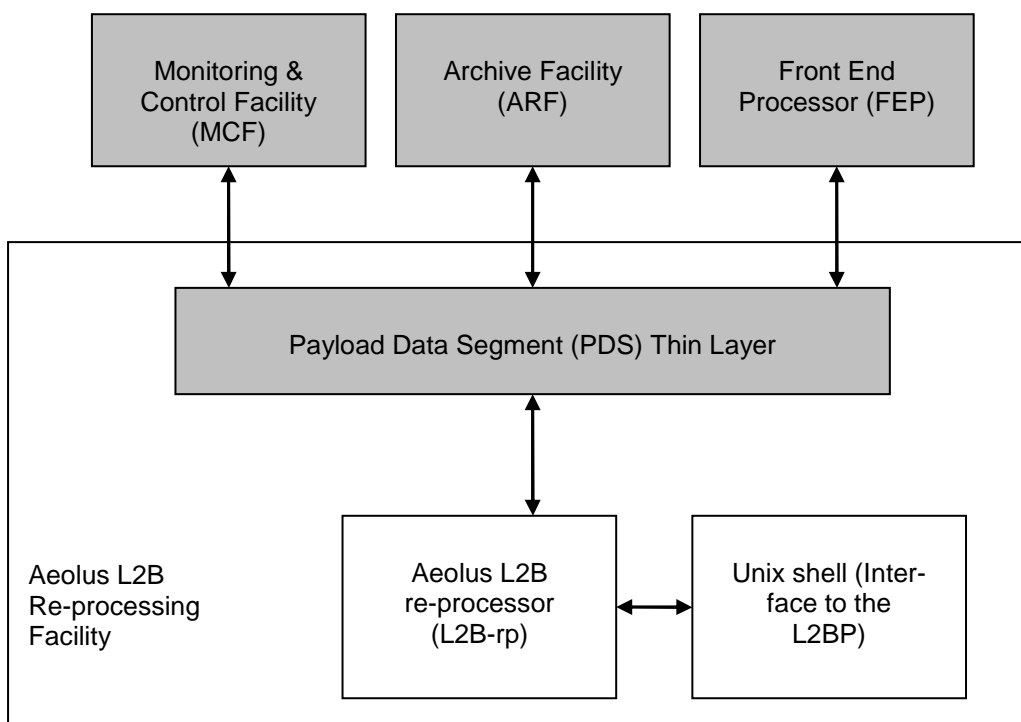 Monitoring &
Control Facility
(MCF)
Archive Facility
(ARF)
Front End
Processor (FEP)
Payload Data Segment (PDS) Thin Layer
Aeolus L2B
Re-processing
Facility
Aeolus L2B
re-processor
(L2B-rp)
Unix shell (Inter-
face to the
L2BP)